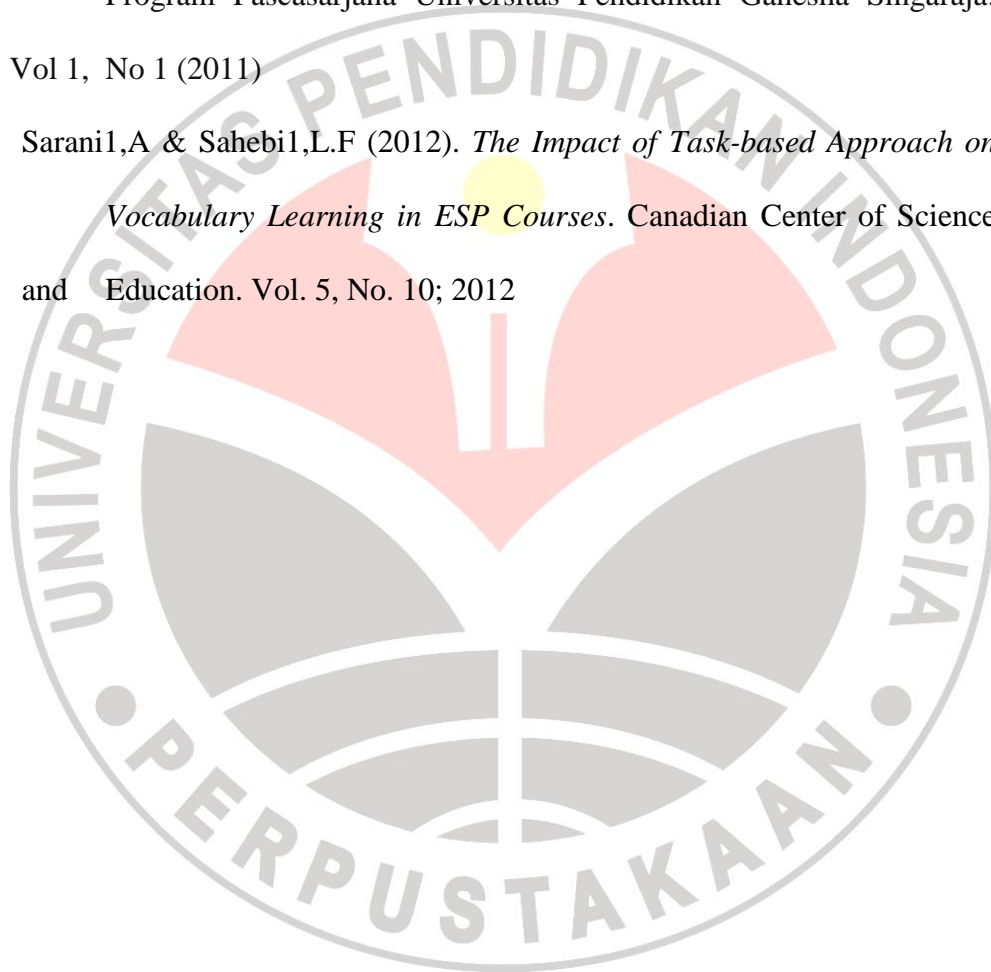 Program Pascasarjana Universitas Pendidikan Ganesha Singaraja.
Vol 1, No 1 (2011)
Sarani1,A & Sahebi1,L.F (2012). The Impact of Task-based Approach on
Vocabulary Learning in ESP Courses. Canadian Center of Science
and Education. Vol. 5, No. 10; 2012
UNIVERSITAS PENDIDIKAN INDONESIA
PERPUSTAKAAN